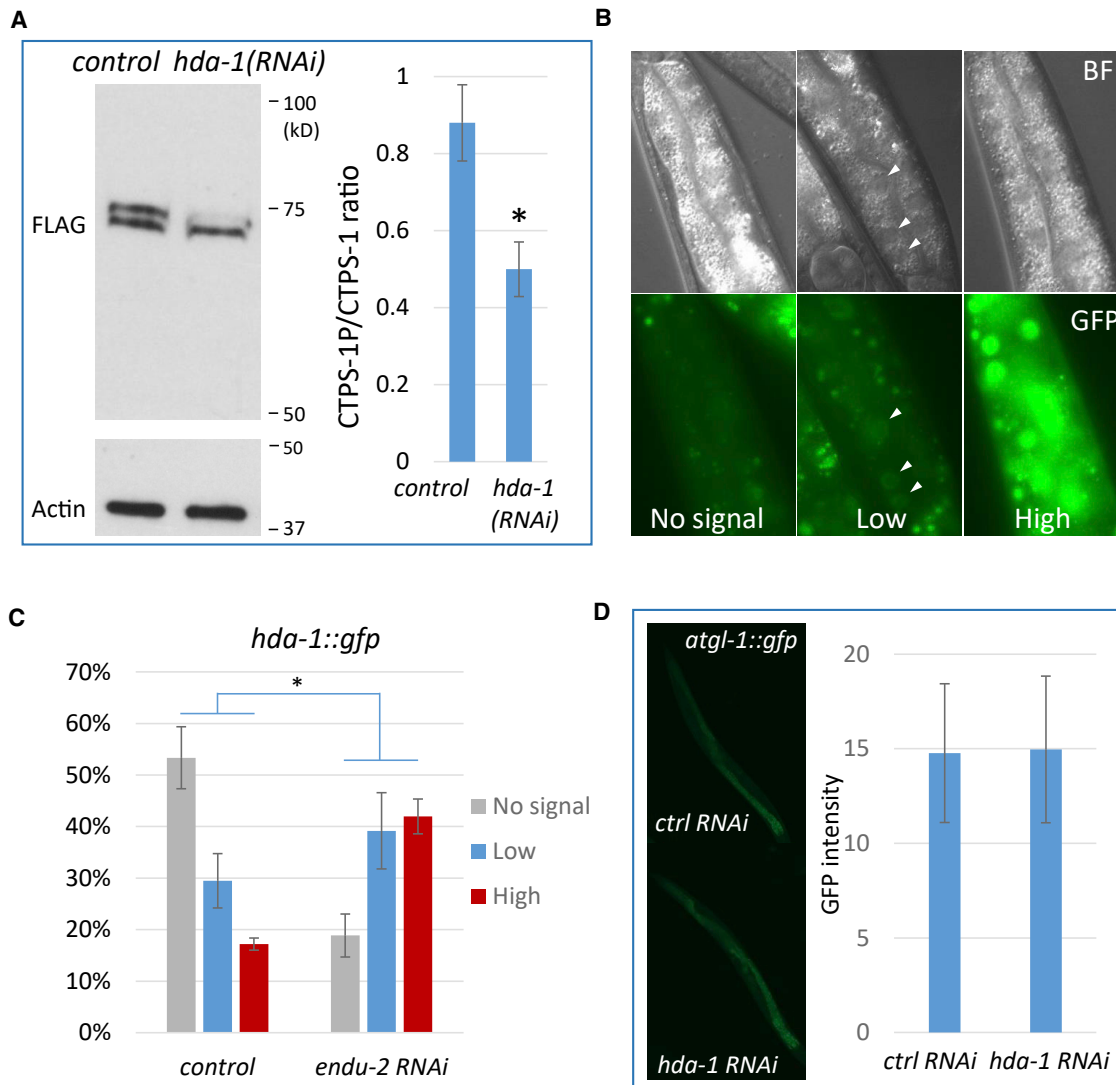 A
control hda-1(RNAi)
100
(kD)
75
FLAG
50
50
Actin
37
CTPS-1P/CTPS-1 ratio
1
0.8
0.6
0.4
0.2
0
*
control
hda-1
(RNAi)
B
BF
GFP
No signal
Low
High
C
hda-1::gfp
70%
60%
50%
40%
30%
20%
10%
0%
*
No signal
Low
High
control
endu-2 RNAi
D
atgl-1::gfp
ctrl RNAi
hda-1 RNAi
GFP intensity
20
15
10
5
0
ctrl RNAi
hda-1 RNAi